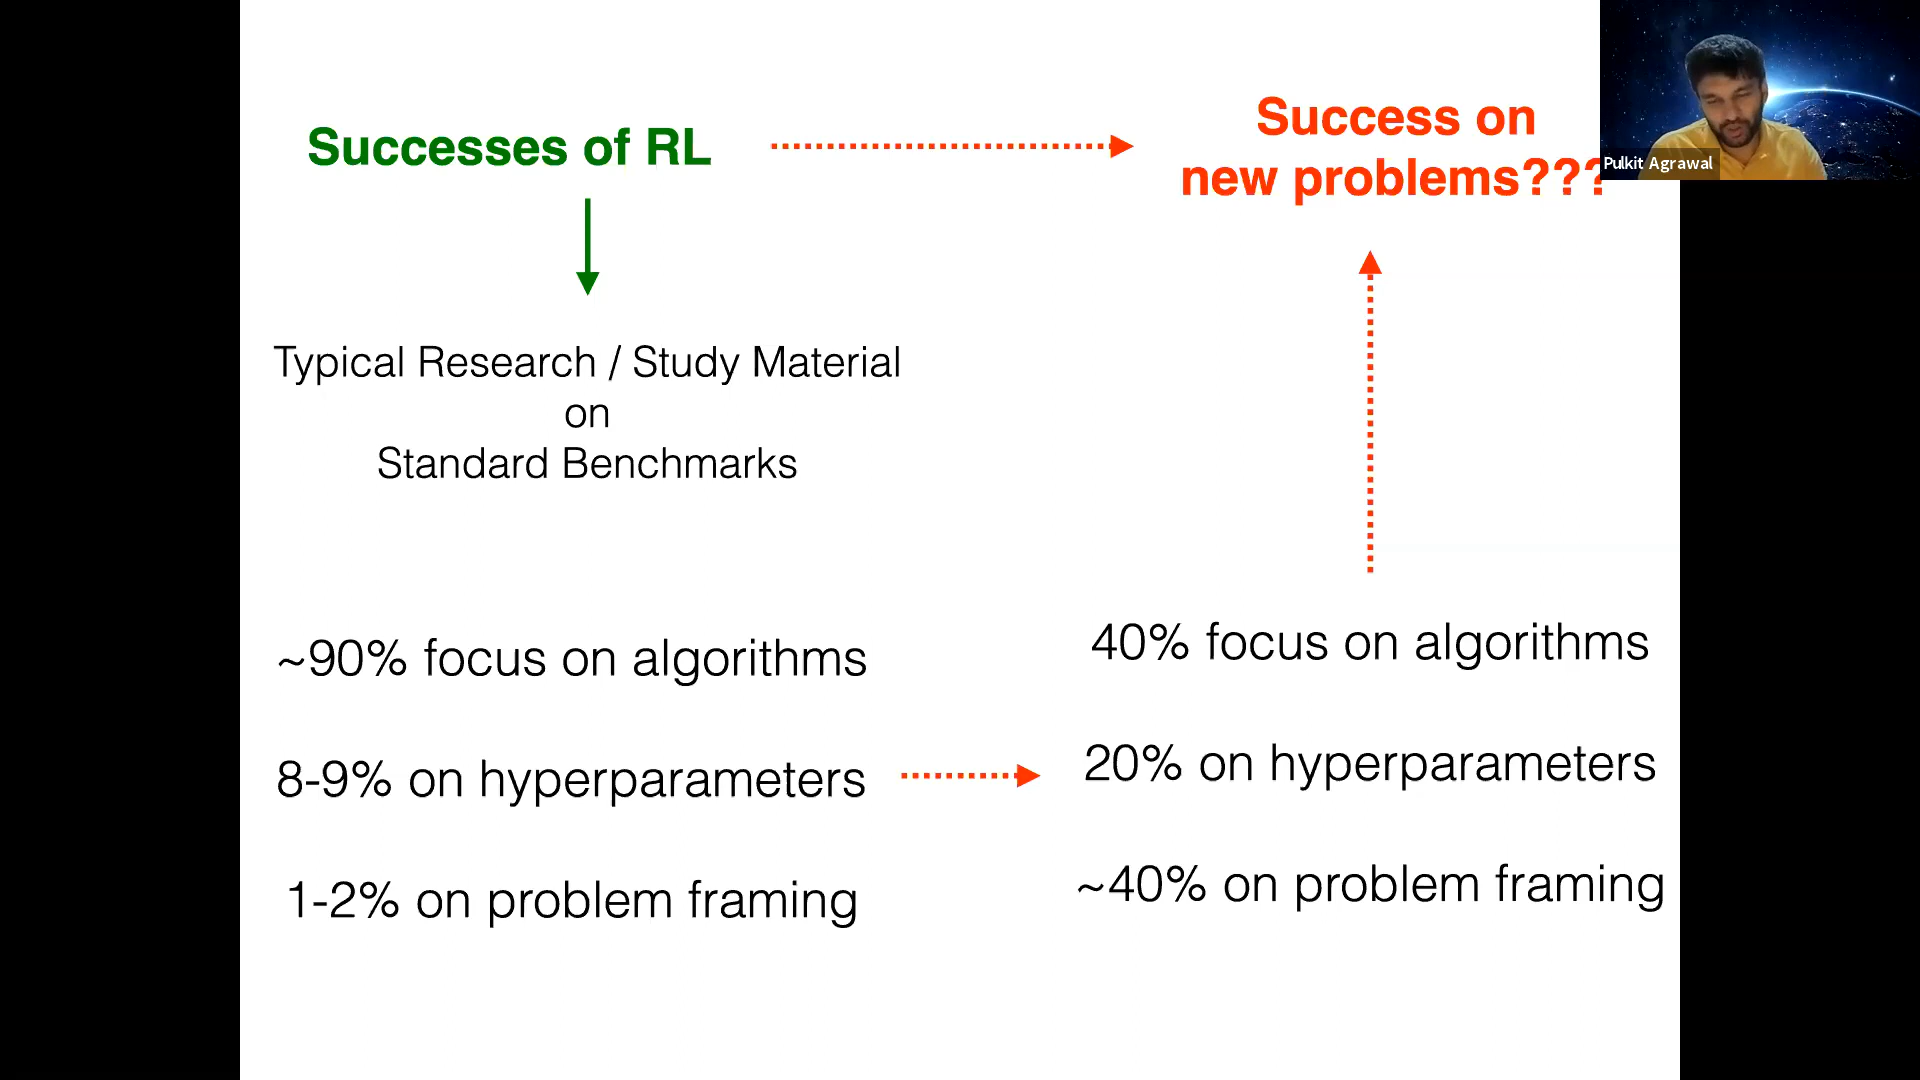 Successes of RL
Success on
new problems???
Pulkit Agrawal
Typical Research / Study Material
on
Standard Benchmarks
~90% focus on algorithms
8-9% on hyperparameters
1-2% on problem framing
40% focus on algorithms
20% on hyperparameters
~40% on problem framing